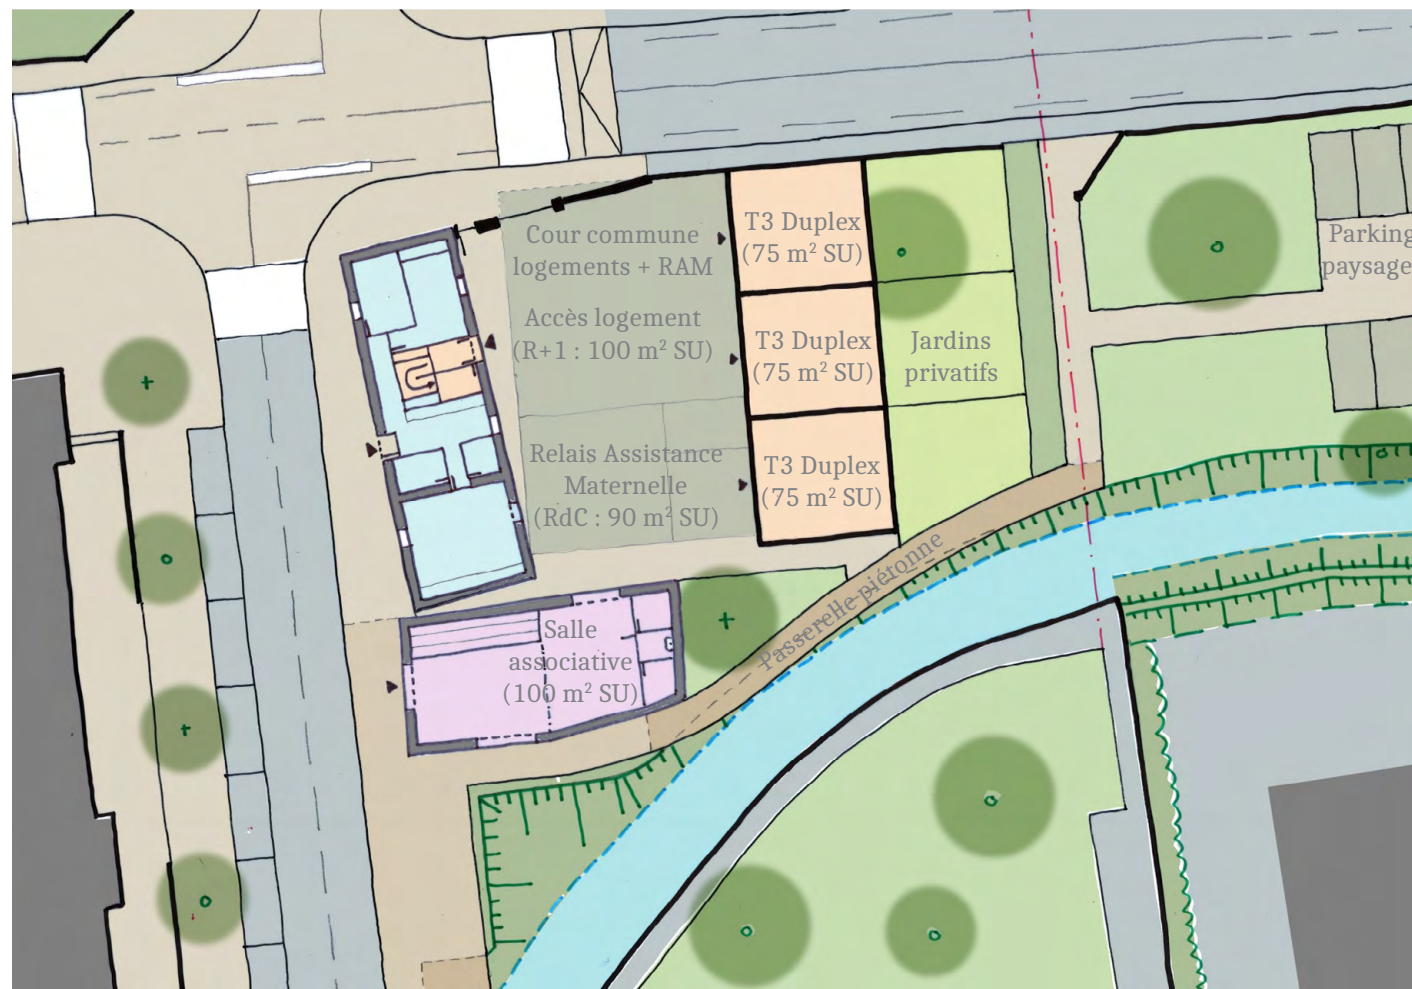 Cour commune
logements + RAM
Accès logement
(R+1 : 100 m² SU)
Relais Assistance
Maternelle
(RdC : 90 m² SU)
T3 Duplex
(75 m² SU)
T3 Duplex
(75 m² SU)
T3 Duplex
(75 m² SU)
Jardins
privatifs
Parking
paysage
Passerelle piétonne
Salle
associative
(100 m² SU)